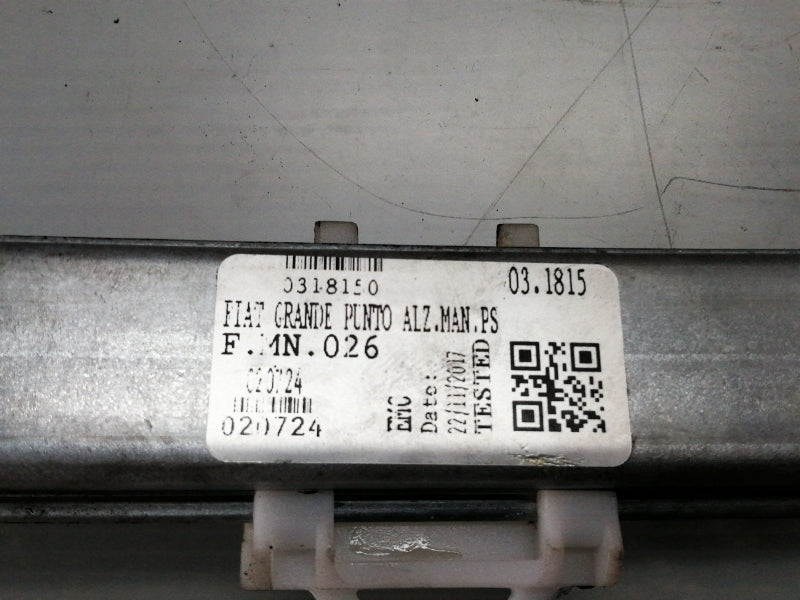 0318150
03.1815
FIAT GRANDE PUNTO ALZ.MAN.PS
F.MN.026
020724
020724
EMC
Date:
22/11/2017
TESTED